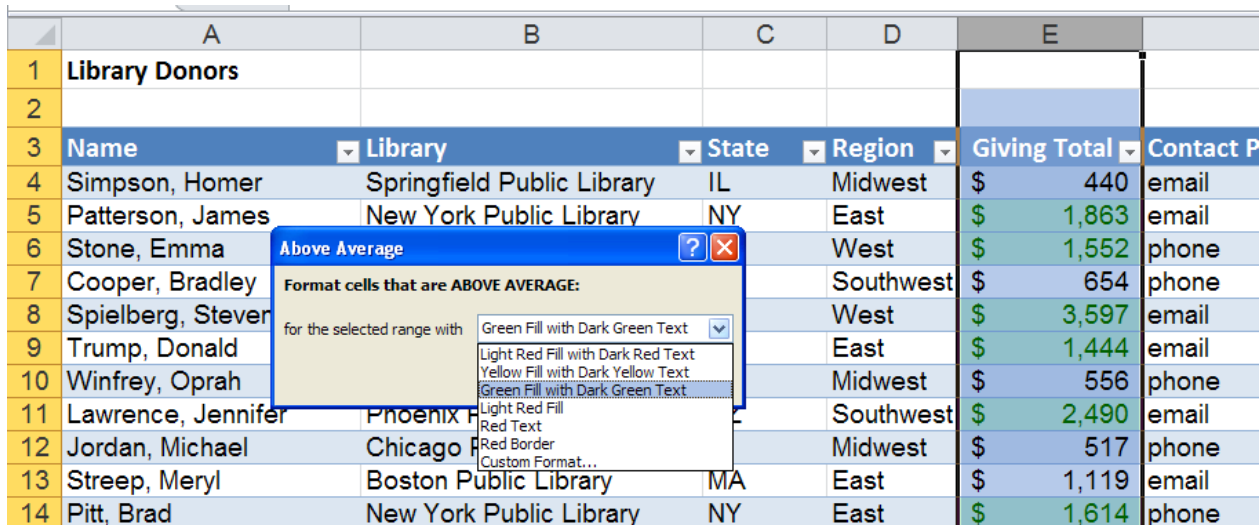 A B C D E
1 Library Donors
2
3 Name Library State Region Giving Total Contact P
4 Simpson, Homer Springfield Public Library IL Midwest $ 440 email
5 Patterson, James New York Public Library NY East $ 1,863 email
6 Stone, Emma West $ 1,552 phone
7 Cooper, Bradley Southwest $ 654 phone
8 Spielberg, Steven West $ 3,597 email
9 Trump, Donald East $ 1,444 email
10 Winfrey, Oprah Midwest $ 556 phone
11 Lawrence, Jennifer Phoenix Southwest $ 2,490 email
12 Jordan, Michael Chicago Midwest $ 517 phone
13 Streep, Meryl Boston Public Library MA East $ 1,119 email
14 Pitt, Brad New York Public Library NY East $ 1,614 phone
Above Average ?
Format cells that are ABOVE AVERAGE:
for the selected range with Green Fill with Dark Green Text
Light Red Fill with Dark Red Text
Yellow Fill with Dark Yellow Text
Green Fill with Dark Green Text
Light Red Fill
Red Text
Red Border
Custom Format...